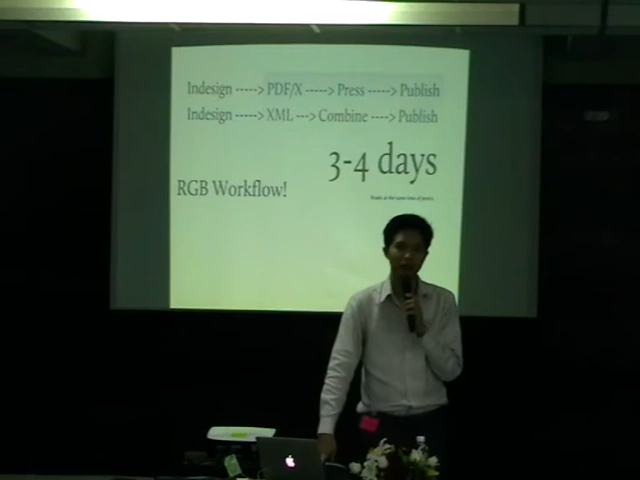 Indesign -----> PDF/X -----> Press -----> Publish
Indesign -----> XML ---> Combine ----> Publish
3-4 days
RGB Workflow!